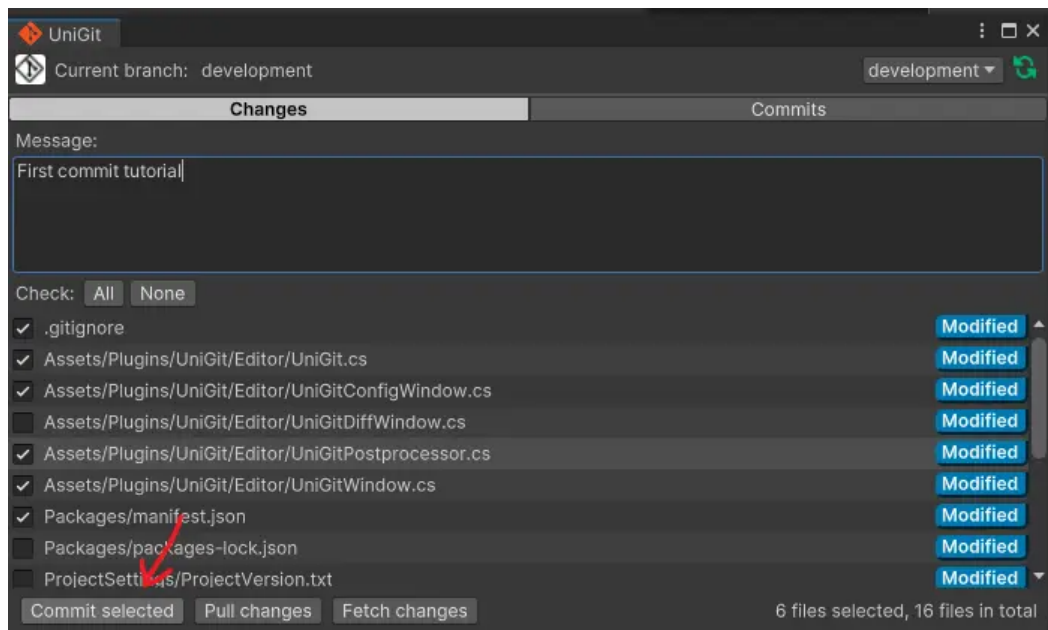 UniGit
Current branch: development development
Changes Commits
Message:
First commit tutorial
Check: All None
.gitignore Modified
Assets/Plugins/UniGit/Editor/UniGit.cs Modified
Assets/Plugins/UniGit/Editor/UniGitConfigWindow.cs Modified
Assets/Plugins/UniGit/Editor/UniGitDiffWindow.cs Modified
Assets/Plugins/UniGit/Editor/UniGitPostprocessor.cs Modified
Assets/Plugins/UniGit/Editor/UniGitWindow.cs Modified
Packages/manifest.json Modified
Packages/packages-lock.json Modified
ProjectSettings/ProjectVersion.txt Modified
Commit selected Pull changes Fetch changes 6 files selected, 16 files in total